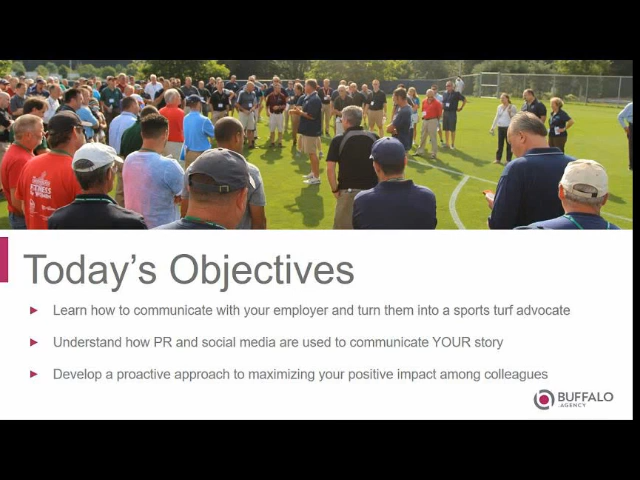 Today's Objectives
Learn how to communicate with your employer and turn them into a sports turf advocate
Understand how PR and social media are used to communicate YOUR story
Develop a proactive approach to maximizing your positive impact among colleagues
BUFFALO
AGENCY